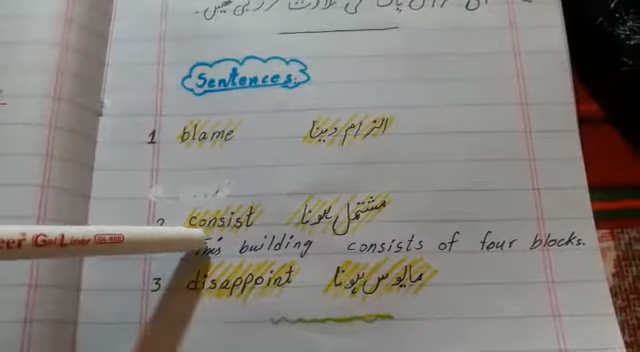 Sentences:
1 blame الزام دینا
2 consist مشتمل ہونا
This building consists of four blocks.
3 disappoint مایوس ہونا